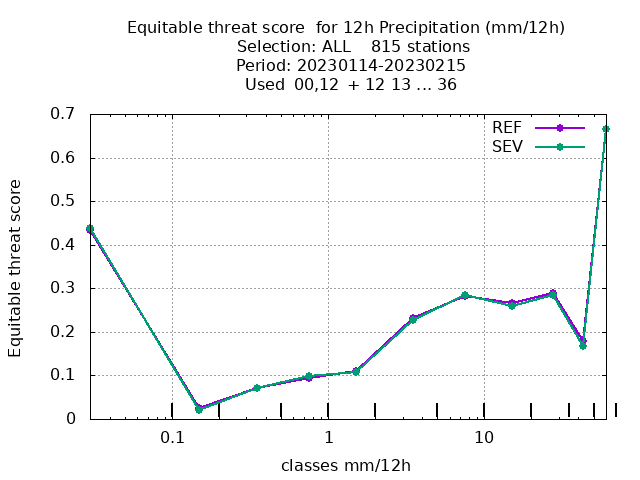 Equitable threat score  for 12h Precipitation (mm/12h)
Selection: ALL    815 stations
Period: 20230114-20230215
Used  00,12  + 12 13 ... 36
REF
SEV
Equitable threat score
0.7
0.6
0.5
0.4
0.3
0.2
0.1
0
0.1 1 10
classes mm/12h